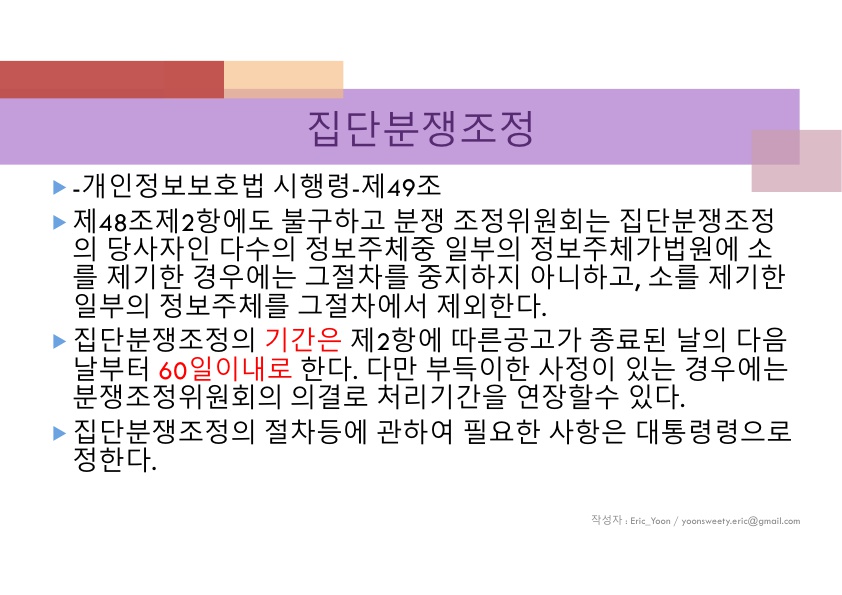 집단분쟁조정
-개인정보보호법 시행령-제49조
제48조제2항에도 불구하고 분쟁 조정위원회는 집단분쟁조정
의 당사자인 다수의 정보주체중 일부의 정보주체가법원에 소
를 제기한 경우에는 그절차를 중지하지 아니하고, 소를 제기한
일부의 정보주체를 그절차에서 제외한다.
집단분쟁조정의 기간은 제2항에 따른공고가 종료된 날의 다음
날부터 60일이내로 한다. 다만 부득이한 사정이 있는 경우에는
분쟁조정위원회의 의결로 처리기간을 연장할수 있다.
집단분쟁조정의 절차등에 관하여 필요한 사항은 대통령령으로
정한다.
작성자 : Eric_Yoon / yoonsweety.eric@gmail.com